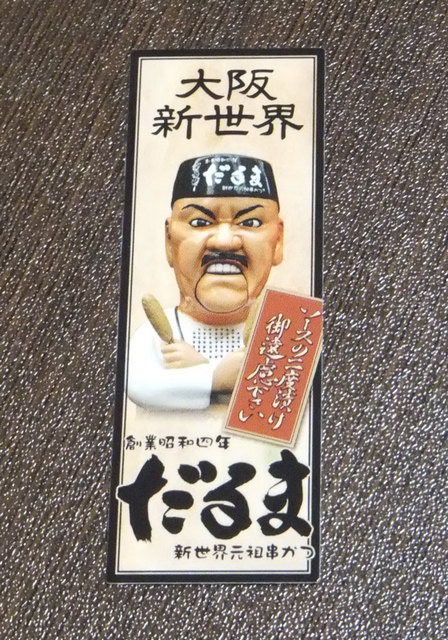 大阪
新世界
だるま
ソースの二度漬け
御遠慮下さい
創業昭和四年
だるま
新世界元祖串かつ